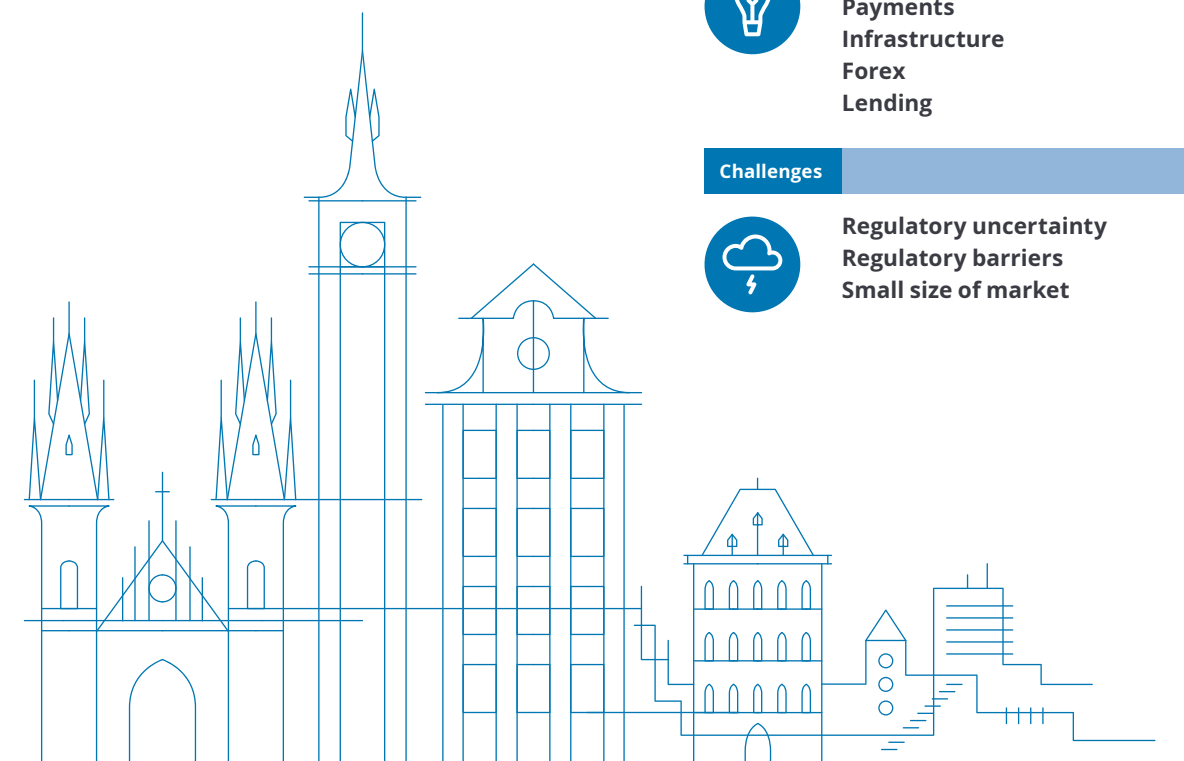 Payments
Infrastructure
Forex
Lending
Challenges
Regulatory uncertainty
Regulatory barriers
Small size of market